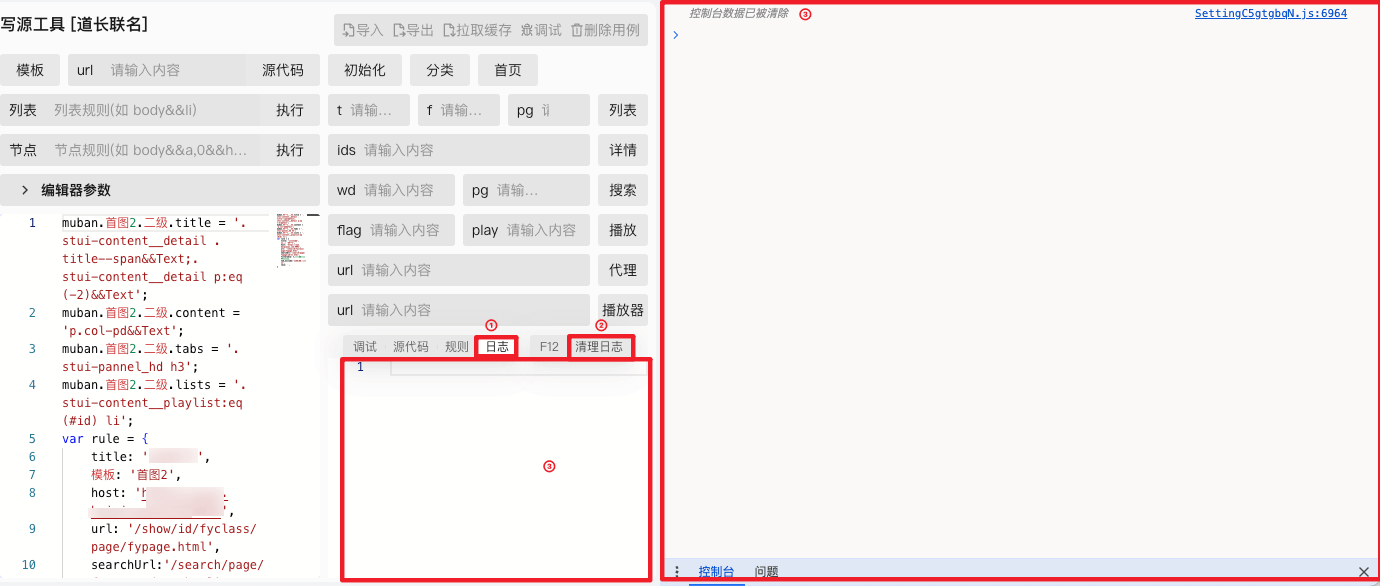 写源工具 [道长联名]
导入 导出 拉取缓存 调试 删除用例
模板 url 请输入内容 源代码 初始化 分类 首页
列表 列表规则(如 body&&li) 执行 t 请输... f 请输... pg 列表
节点 节点规则(如 body&&a,0&&h... 执行 ids 请输入内容 详情
编辑器参数 wd 请输入内容 pg 请输... 搜索
flag 请输入内容 play 请输入内容 播放
url 请输入内容 代理
url 请输入内容 播放器
① ②
调试 源代码 规则 日志 F12 清理日志
1
③
1 muban.首图2.二级.title = '.
stui-content__detail .
title--span&&Text;.
stui-content__detail p:eq
(-2)&&Text';
2 muban.首图2.二级.content =
'p.col-pd&&Text';
3 muban.首图2.二级.tabs = '.
stui-pannel_hd h3';
4 muban.首图2.二级.lists = '.
stui-content__playlist:eq
(#id) li';
5 var rule = {
6 title: '',
7 模板: '首图2',
8 host: 'h
',
9 url: '/show/id/fyclass/
page/fypage.html',
10 searchUrl:'/search/page/
控制台数据已被清除 ③ SettingC5gtgbqN.js:6964
控制台 问题